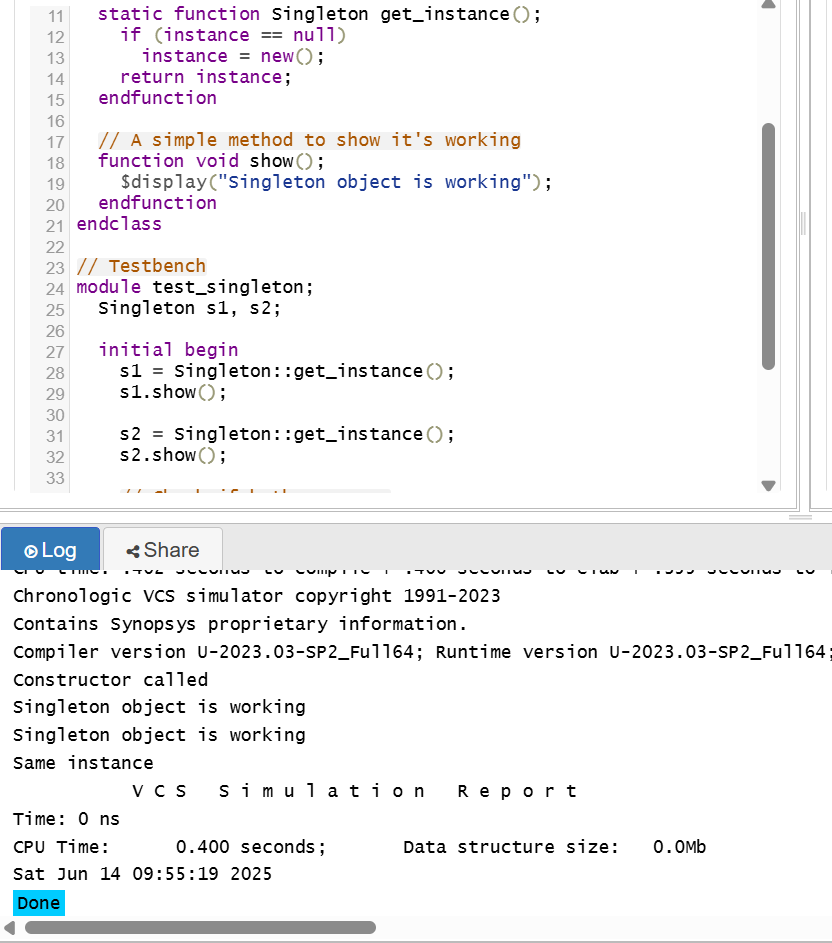 11 static function Singleton get_instance();
12 if (instance == null)
13 instance = new();
14 return instance;
15 endfunction
16
17 // A simple method to show it's working
18 function void show();
19 $display("Singleton object is working");
20 endfunction
21 endclass
22
23 // Testbench
24 module test_singleton;
25 Singleton s1, s2;
26
27 initial begin
28 s1 = Singleton::get_instance();
29 s1.show();
30
31 s2 = Singleton::get_instance();
32 s2.show();
33
Log Share
Chronologic VCS simulator copyright 1991-2023
Contains Synopsys proprietary information.
Compiler version U-2023.03-SP2_Full64; Runtime version U-2023.03-SP2_Full64;
Constructor called
Singleton object is working
Singleton object is working
Same instance
V C S   S i m u l a t i o n   R e p o r t
Time: 0 ns
CPU Time:      0.400 seconds;       Data structure size:   0.0Mb
Sat Jun 14 09:55:19 2025
Done